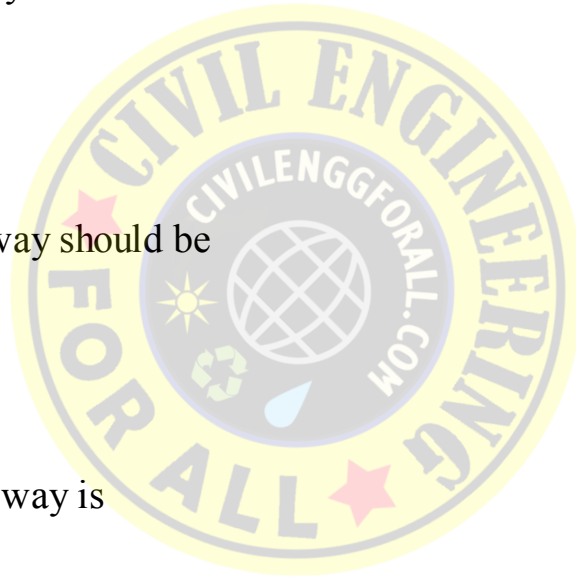 y
CIVIL ENGINEERING
CIVILENGGFORALL.COM
way should be
FOR ALL
way is